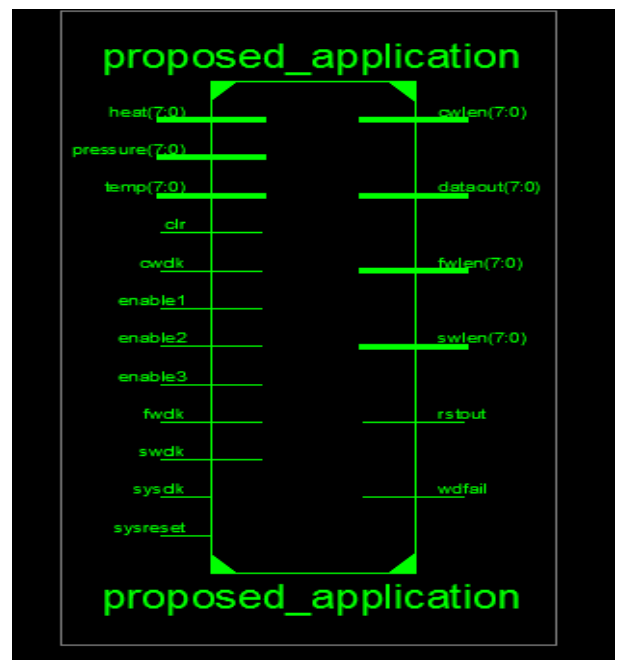 proposed_application
heat(7:0)
cwlen(7:0)
pressure(7:0)
temp(7:0)
dataout(7:0)
clr
cwclk
fwlen(7:0)
enable1
enable2
swlen(7:0)
enable3
fwclk
rstout
swclk
sysclk
wdfail
sysreset
proposed_application